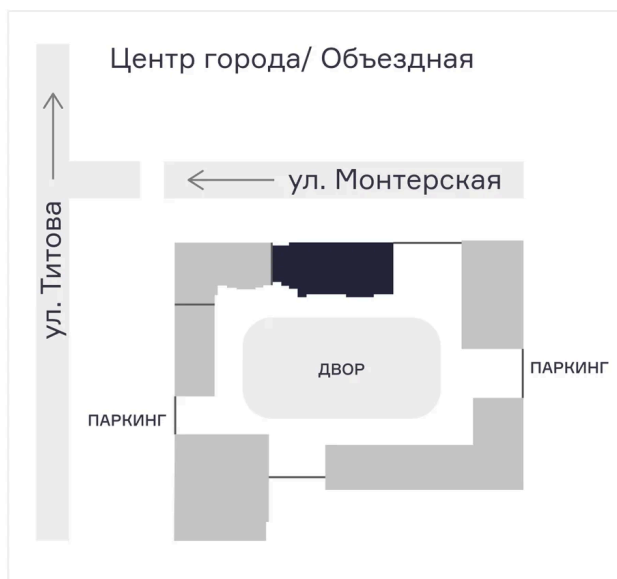 Центр города/ Объездная
ул. Монтерская
ул. Титова
ДВОР
ПАРКИНГ
ПАРКИНГ